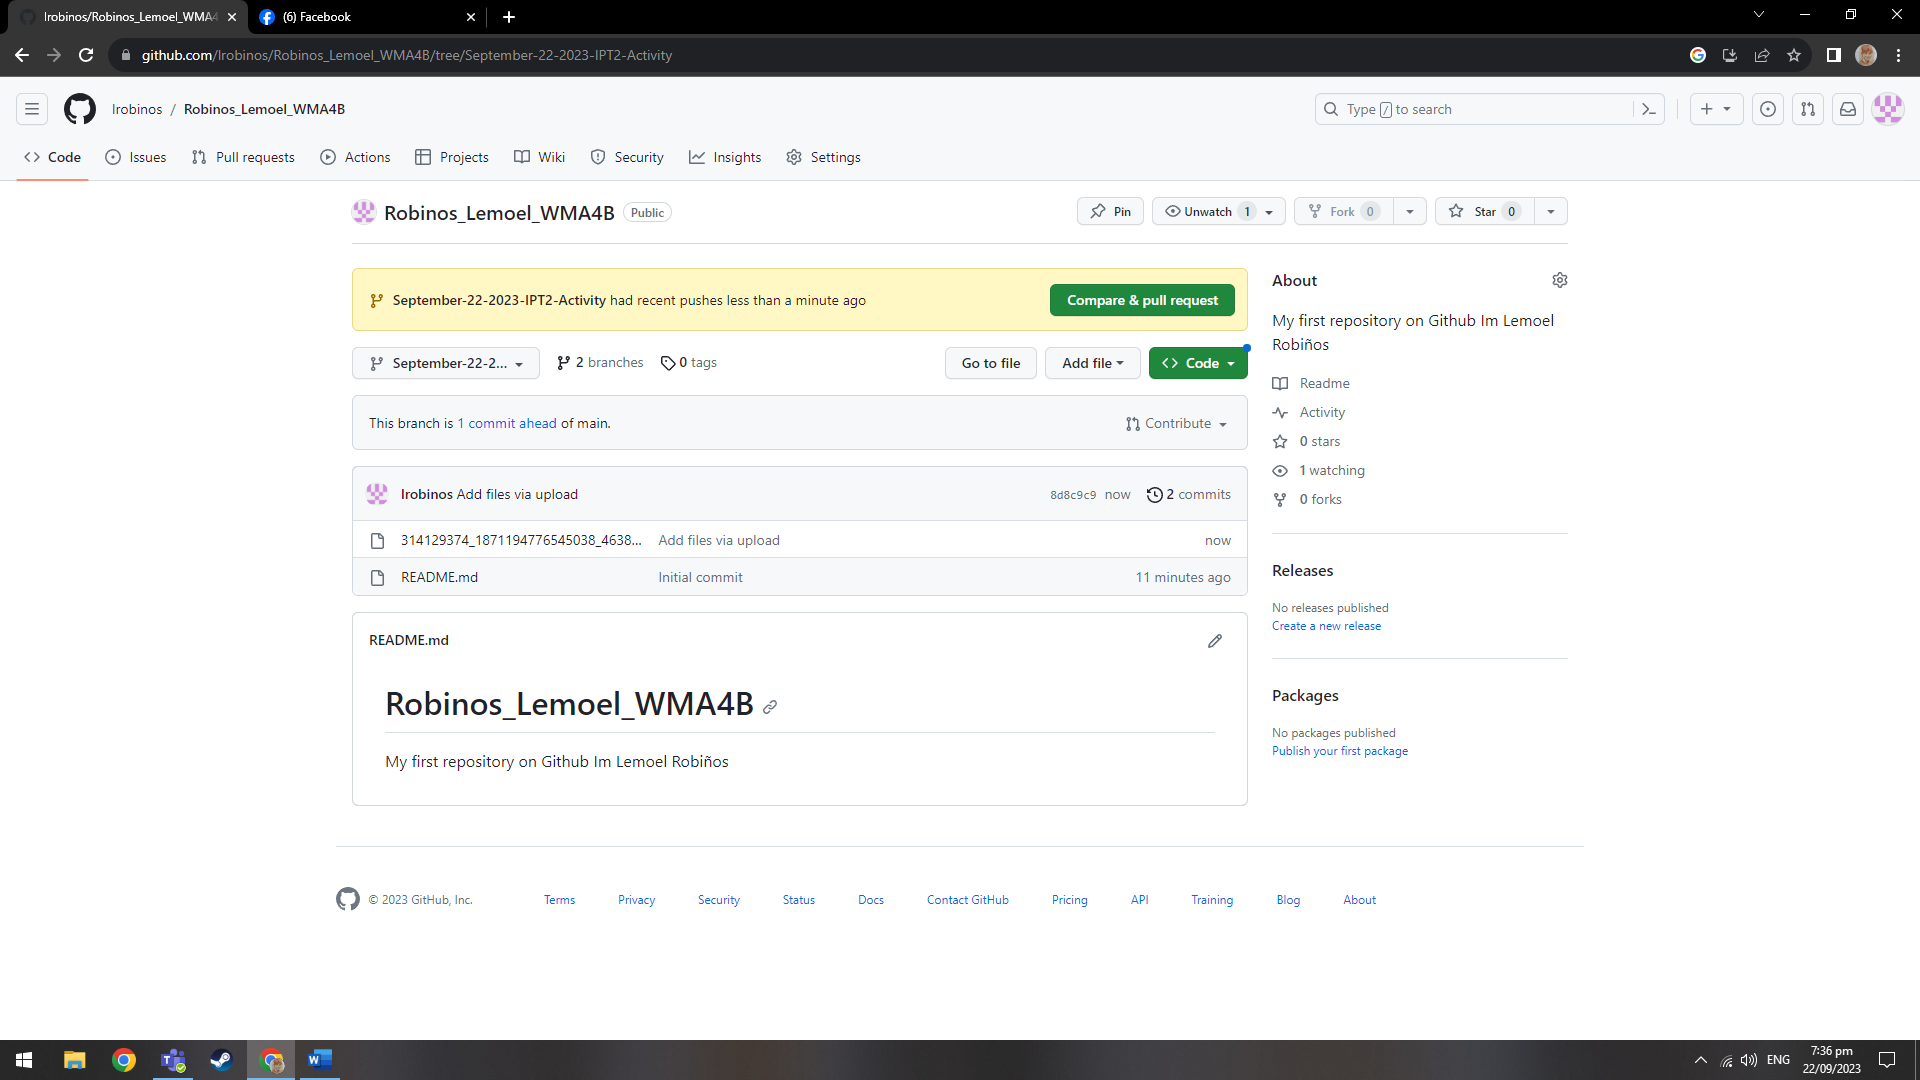 lrobinos/Robinos_Lemoel_WMA4
(6) Facebook
github.com/lrobinos/Robinos_Lemoel_WMA4B/tree/September-22-2023-IPT2-Activity
lrobinos / Robinos_Lemoel_WMA4B
Type / to search
Code Issues Pull requests Actions Projects Wiki Security Insights Settings
Robinos_Lemoel_WMA4B Public
Pin Unwatch 1 Fork 0 Star 0
September-22-2023-IPT2-Activity had recent pushes less than a minute ago Compare & pull request
September-22-2... 2 branches 0 tags Go to file Add file Code
This branch is 1 commit ahead of main. Contribute
lrobinos Add files via upload 8d8c9c9 now 2 commits
314129374_1871194776545038_4638... Add files via upload now
README.md Initial commit 11 minutes ago
README.md
Robinos_Lemoel_WMA4B
My first repository on Github Im Lemoel Robiños
About
My first repository on Github Im Lemoel
Robiños
Readme
Activity
0 stars
1 watching
0 forks
Releases
No releases published
Create a new release
Packages
No packages published
Publish your first package
© 2023 GitHub, Inc. Terms Privacy Security Status Docs Contact GitHub Pricing API Training Blog About
ENG
7:36 pm
22/09/2023